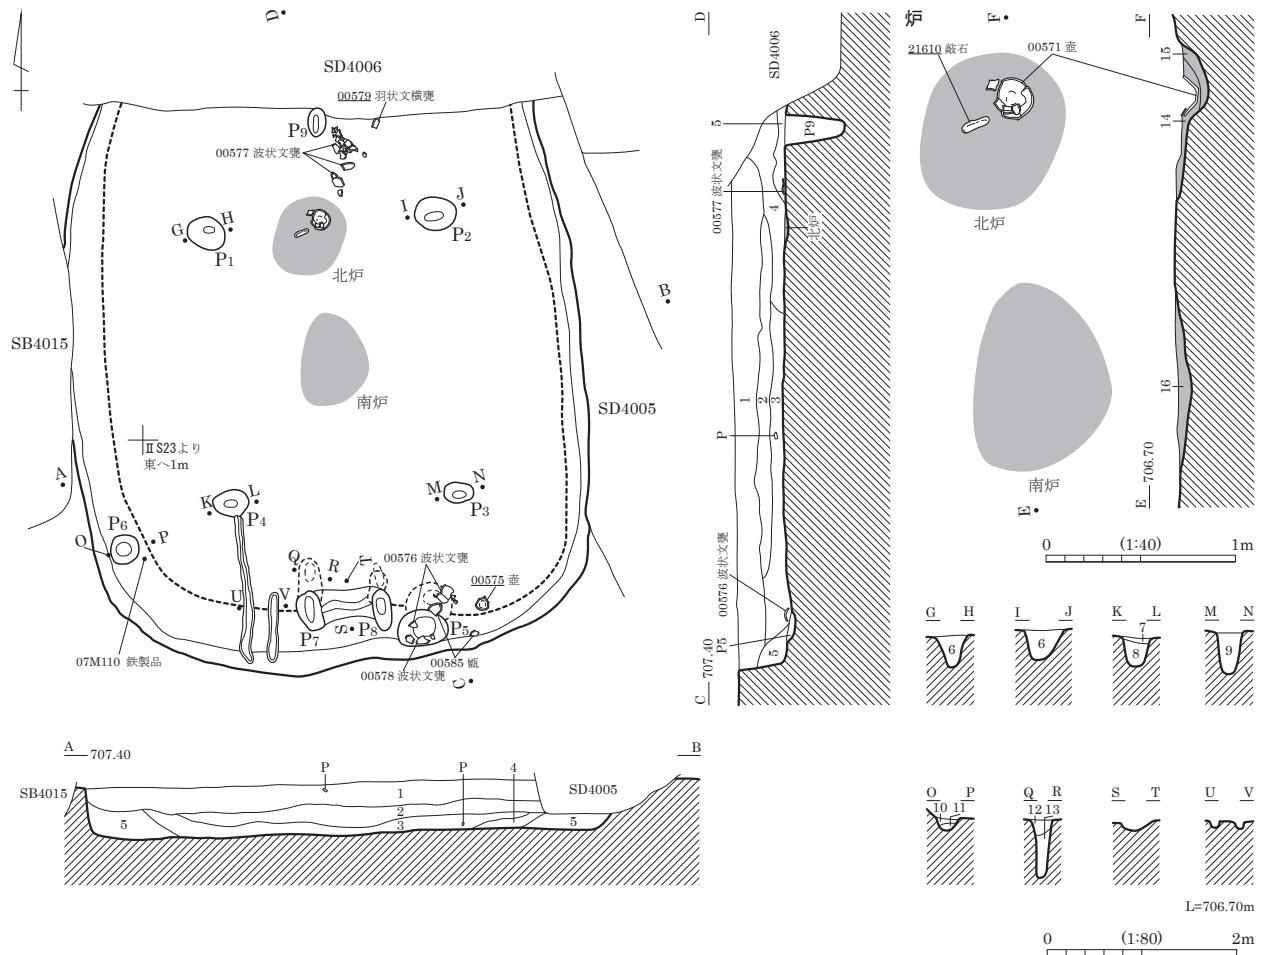 D
SD4006
00579 羽状文横甕
P9
00577 波状文甕
G
H
P1
I
J
P2
北炉
B
SB4015
南炉
SD4005
ⅡS23より
東へ1m
A
K
L
P4
M
N
P3
P6
O
P
Q
R
T
00576 波状文甕
00575 壺
U
V
P7
S
P8
P5
07M110 鉄製品
00585 甑
00578 波状文甕
C
D
SD4006
5
P9
00577 波状文甕
4
北炉
1
2
3
P
00576 波状文甕
P5
5
C
707.40
炉
F
F
21610 敲石
00571 壺
15
14
北炉
16
南炉
E
E
706.70
0 (1:40) 1m
G H I J K L M N
6
6
7
8
9
A 707.40
B
SB4015
P
P
4
SD4005
1
2
3
5
5
O P Q R S T U V
10 11 12 13
L=706.70m
0 (1:80) 2m